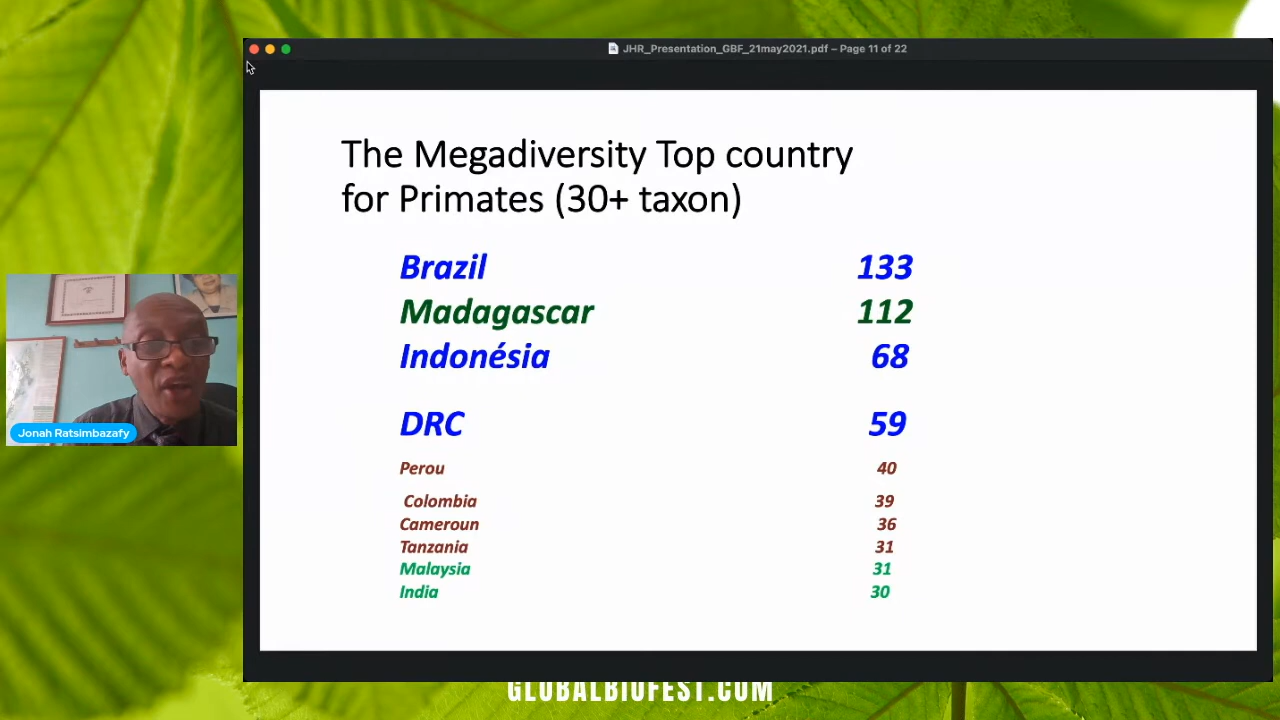 JHR_Presentation_GBF_21may2021.pdf – Page 11 of 22
The Megadiversity Top country
for Primates (30+ taxon)
Brazil 133
Madagascar 112
Indonésia 68
DRC 59
Perou 40
Colombia 39
Cameroun 36
Tanzania 31
Malaysia 31
India 30
Jonah Ratsimbazafy
GLOBALBIOFEST.COM